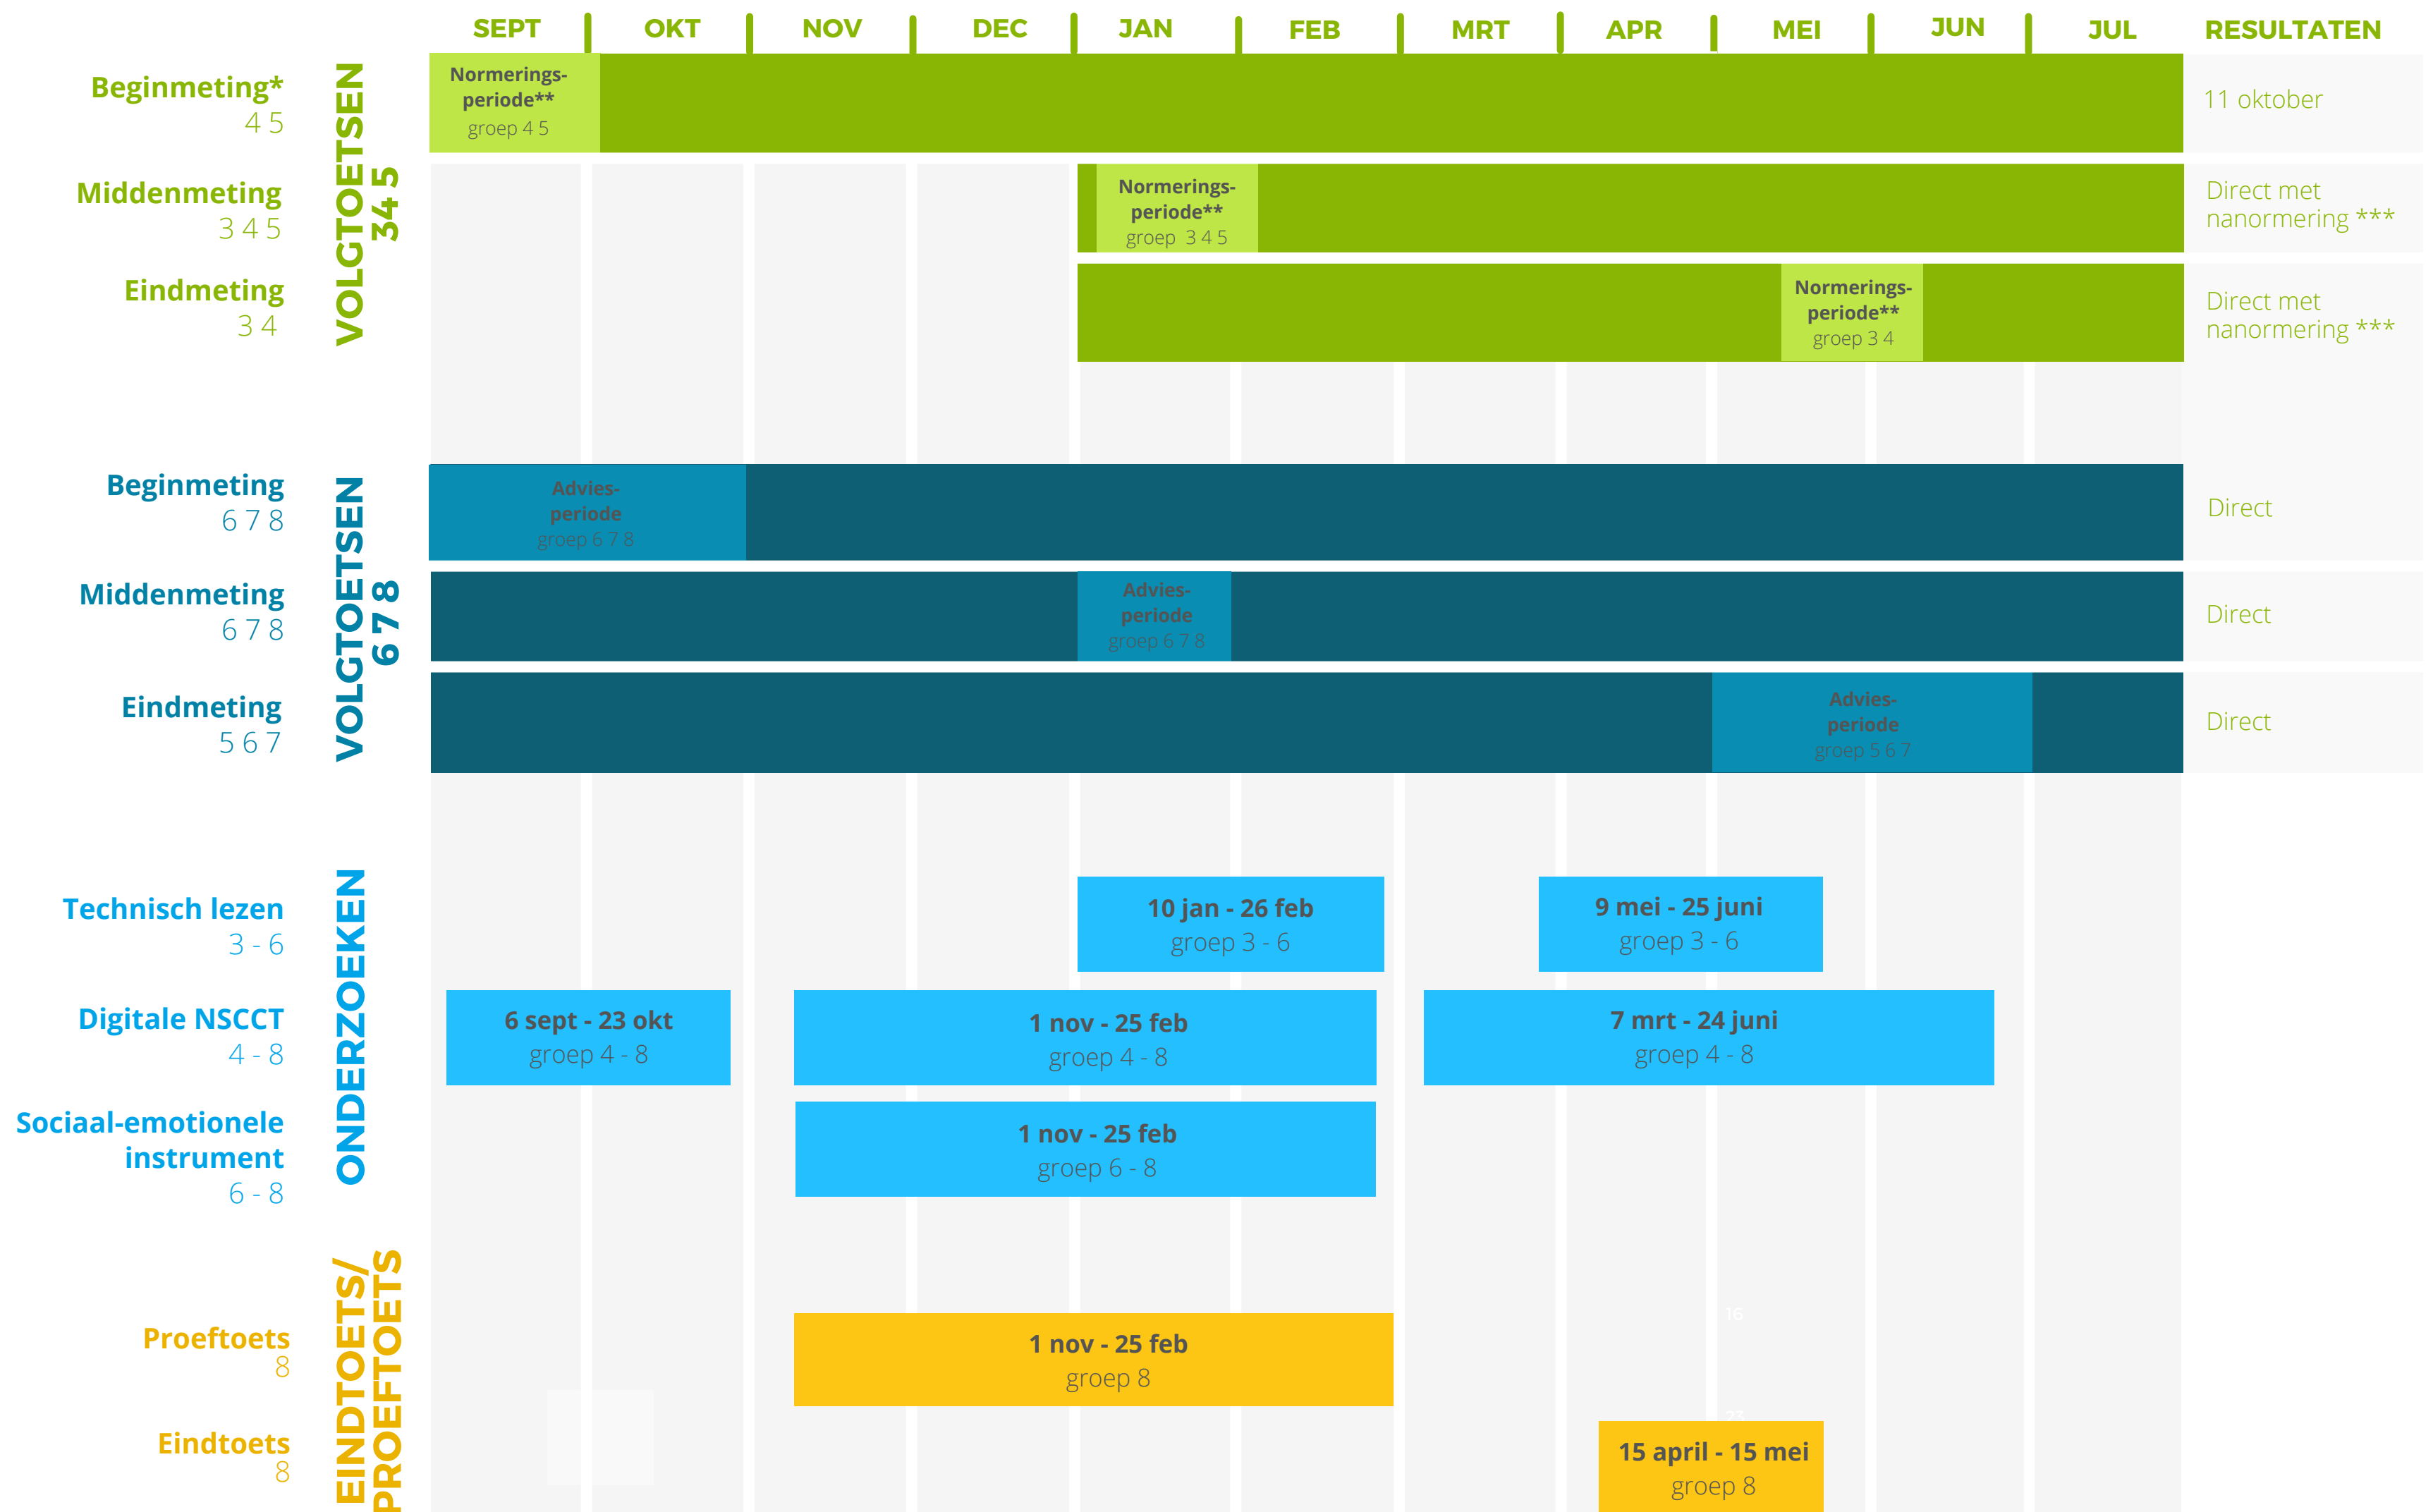 SEPT OKT NOV DEC JAN FEB MRT APR MEI JUN JUL RESULTATEN
VOLGTOETSEN
3 4 5
Beginmeting*
4 5
Normerings-
periode**
groep 4 5
11 oktober
Middenmeting
3 4 5
Normerings-
periode**
groep 3 4 5
Direct met
nanormering ***
Eindmeting
3 4
Normerings-
periode**
groep 3 4
Direct met
nanormering ***
VOLGTOETSEN
6 7 8
Beginmeting
6 7 8
Advies-
periode
groep 6 7 8
Direct
Middenmeting
6 7 8
Advies-
periode
groep 6 7 8
Direct
Eindmeting
5 6 7
Advies-
periode
groep 5 6 7
Direct
ONDERZOEKEN
Technisch lezen
3 - 6
10 jan - 26 feb
groep 3 - 6
9 mei - 25 juni
groep 3 - 6
Digitale NSCCT
4 - 8
6 sept - 23 okt
groep 4 - 8
1 nov - 25 feb
groep 4 - 8
7 mrt - 24 juni
groep 4 - 8
Sociaal-emotionele
instrument
6 - 8
1 nov - 25 feb
groep 6 - 8
EINDTOETS/
PROEFTOETS
16
Proeftoets
8
1 nov - 25 feb
groep 8
23
Eindtoets
8
15 april - 15 mei
groep 8